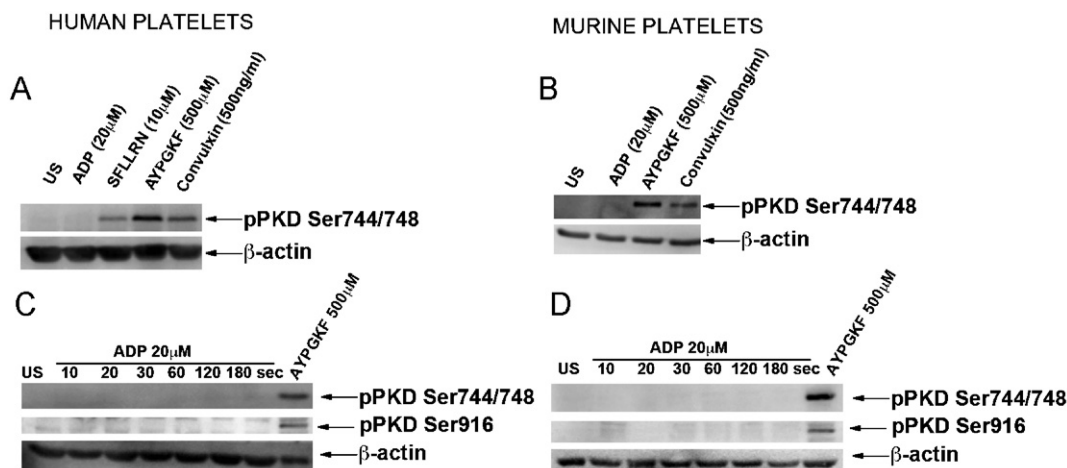 HUMAN PLATELETS
MURINE PLATELETS
A
US
ADP (20μM)
SFLLRN (10μM)
AYPGKF (500μM)
Convulxin (500ng/ml)
pPKD Ser744/748
β-actin
B
US
ADP (20μM)
AYPGKF (500μM)
Convulxin (500ng/ml)
pPKD Ser744/748
β-actin
C
ADP 20μM
AYPGKF 500μM
US 10 20 30 60 120 180 sec
pPKD Ser744/748
pPKD Ser916
β-actin
D
ADP 20μM
AYPGKF 500μM
US 10 20 30 60 120 180 sec
pPKD Ser744/748
pPKD Ser916
β-actin